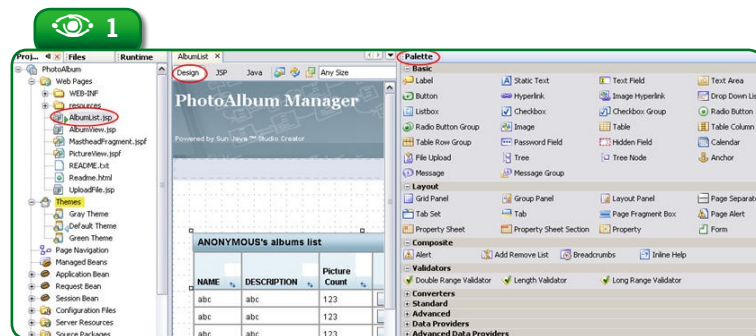 1
Proj...
Files
Runtime
PhotoAlbum
Web Pages
WEB-INF
resources
AlbumList.jsp
AlbumView.jsp
MastheadFragment.jspf
PictureView.jspf
README.txt
Readme.html
UploadFile.jsp
Themes
Gray Theme
Default Theme
Green Theme
Page Navigation
Managed Beans
Application Bean
Request Bean
Session Bean
Configuration Files
Server Resources
Source Packages
AlbumList
Design JSP Java Any Size
PhotoAlbum Manager
Powered by Sun Java™ Studio Creator
ANONYMOUS's albums list
NAME DESCRIPTION Picture Count
abc abc 123
abc abc 123
abc abc 123
Palette
Basic
Label Static Text Text Field Text Area
Button Hyperlink Image Hyperlink Drop Down Lis
Listbox Checkbox Checkbox Group Radio Button
Radio Button Group Image Table Table Column
Table Row Group Password Field Hidden Field Calendar
File Upload Tree Tree Node Anchor
Message Message Group
Layout
Grid Panel Group Panel Layout Panel Page Separato
Tab Set Tab Page Fragment Box Page Alert
Property Sheet Property Sheet Section Property Form
Composite
Alert Add Remove List Breadcrumbs Inline Help
Validators
Double Range Validator Length Validator Long Range Validator
Converters
Standard
Advanced
Data Providers
Advanced Data Providers